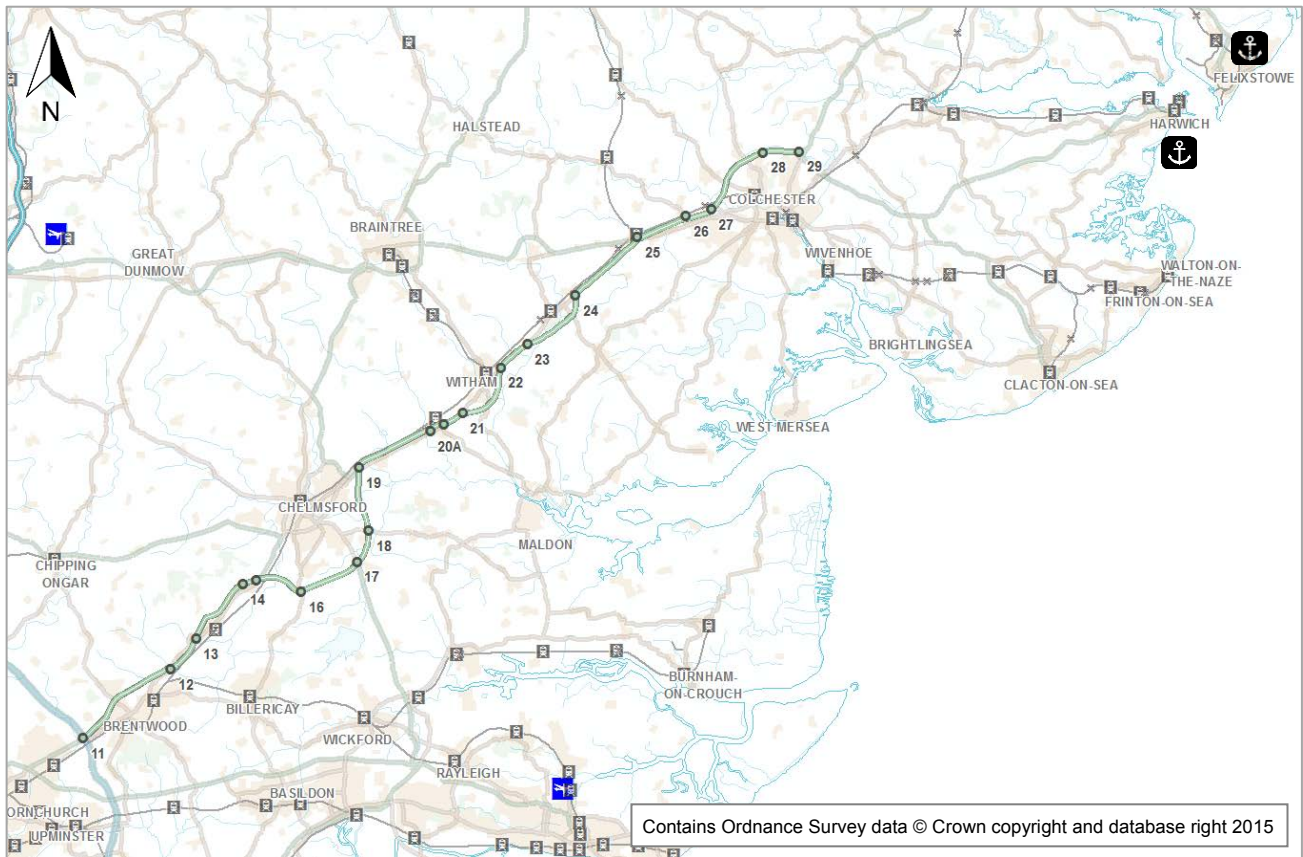 N
FELIXSTOWE
HARWICH
HALSTEAD
28
29
COLCHESTER
BRAINTREE
26
27
25
GREAT
DUNMOW
WIVENHOE
WALTON-ON-
THE-NAZE
FRINTON-ON-SEA
24
BRIGHTLINGSEA
23
22
WITHAM
CLACTON-ON-SEA
21
20A
WEST MERSEA
19
CHELMSFORD
18
MALDON
CHIPPING
ONGAR
17
14
16
13
12
BURNHAM-
ON-CROUCH
BILLERICAY
BRENTWOOD
11
WICKFORD
RAYLEIGH
BASILDON
ORNCHURCH
UPMINSTER
Contains Ordnance Survey data © Crown copyright and database right 2015